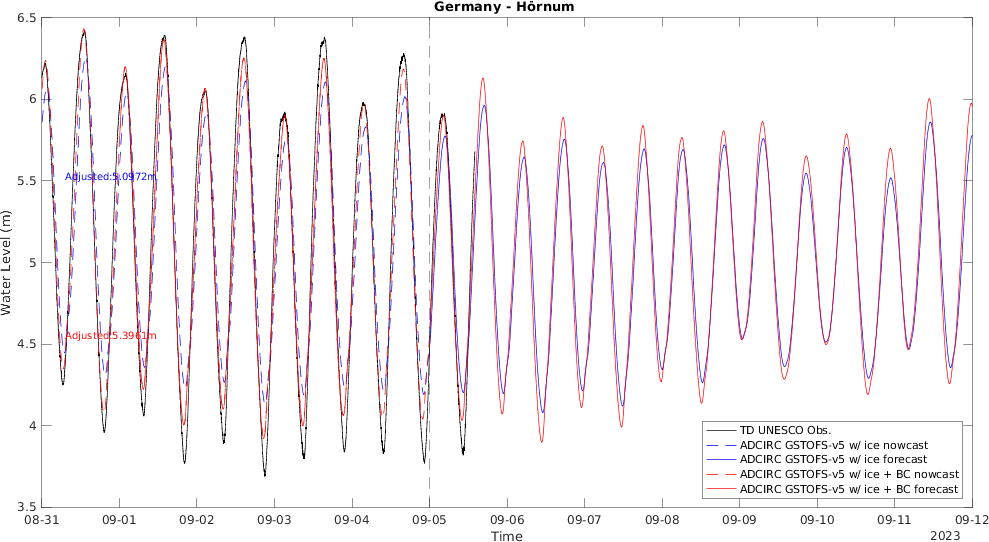 Germany - Hörnum
6.5
6
5.5
5
4.5
4
3.5
Water Level (m)
Adjusted:5.0972m
Adjusted:5.3961m
TD UNESCO Obs.
ADCIRC GSTOFS-v5 w/ ice nowcast
ADCIRC GSTOFS-v5 w/ ice forecast
ADCIRC GSTOFS-v5 w/ ice + BC nowcast
ADCIRC GSTOFS-v5 w/ ice + BC forecast
08-31 09-01 09-02 09-03 09-04 09-05 09-06 09-07 09-08 09-09 09-10 09-11 09-12
Time
2023